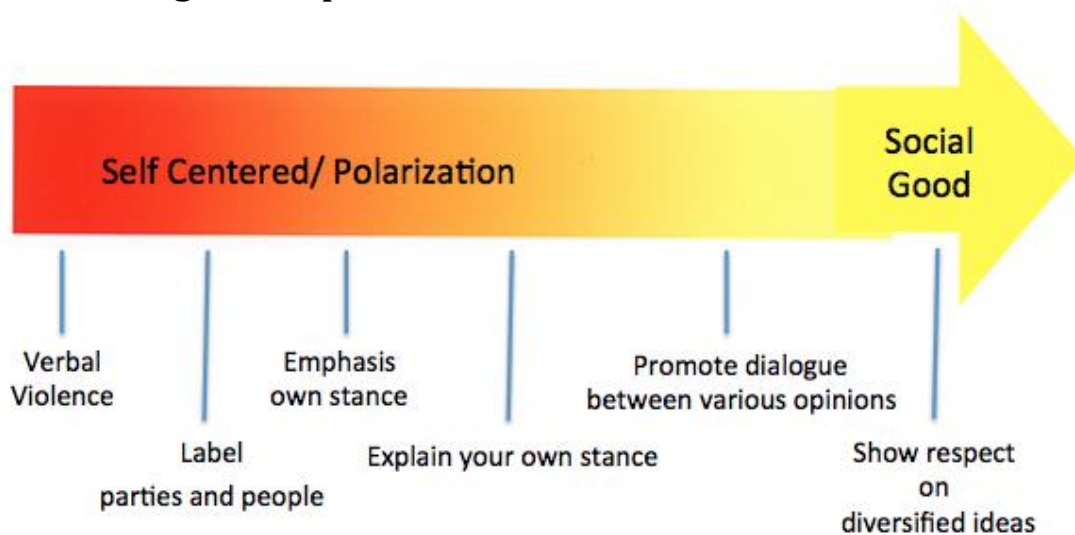 Self Centered/ Polarization
Social
Good
Verbal
Violence
Label
parties and people
Emphasis
own stance
Explain your own stance
Promote dialogue
between various opinions
Show respect
on
diversified ideas